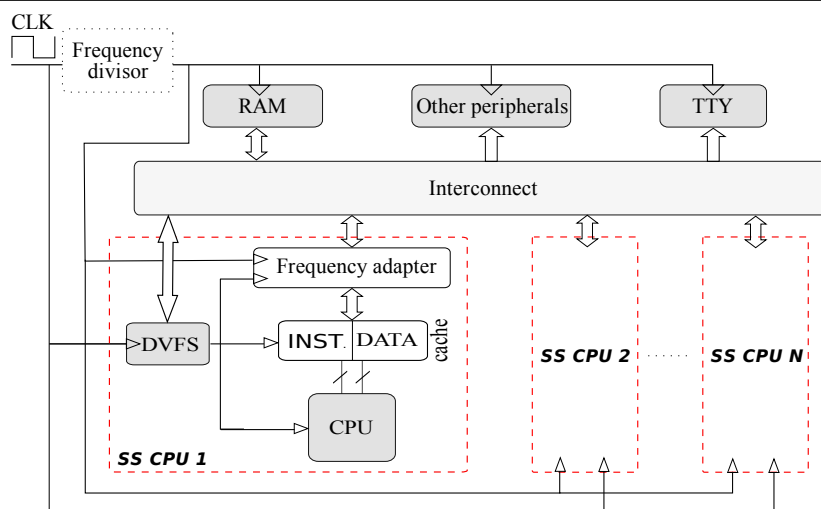 CLK
Frequency
divisor
RAM
Other peripherals
TTY
Interconnect
Frequency adapter
DVFS
INST.
DATA
cache
CPU
SS CPU 1
SS CPU 2
SS CPU N